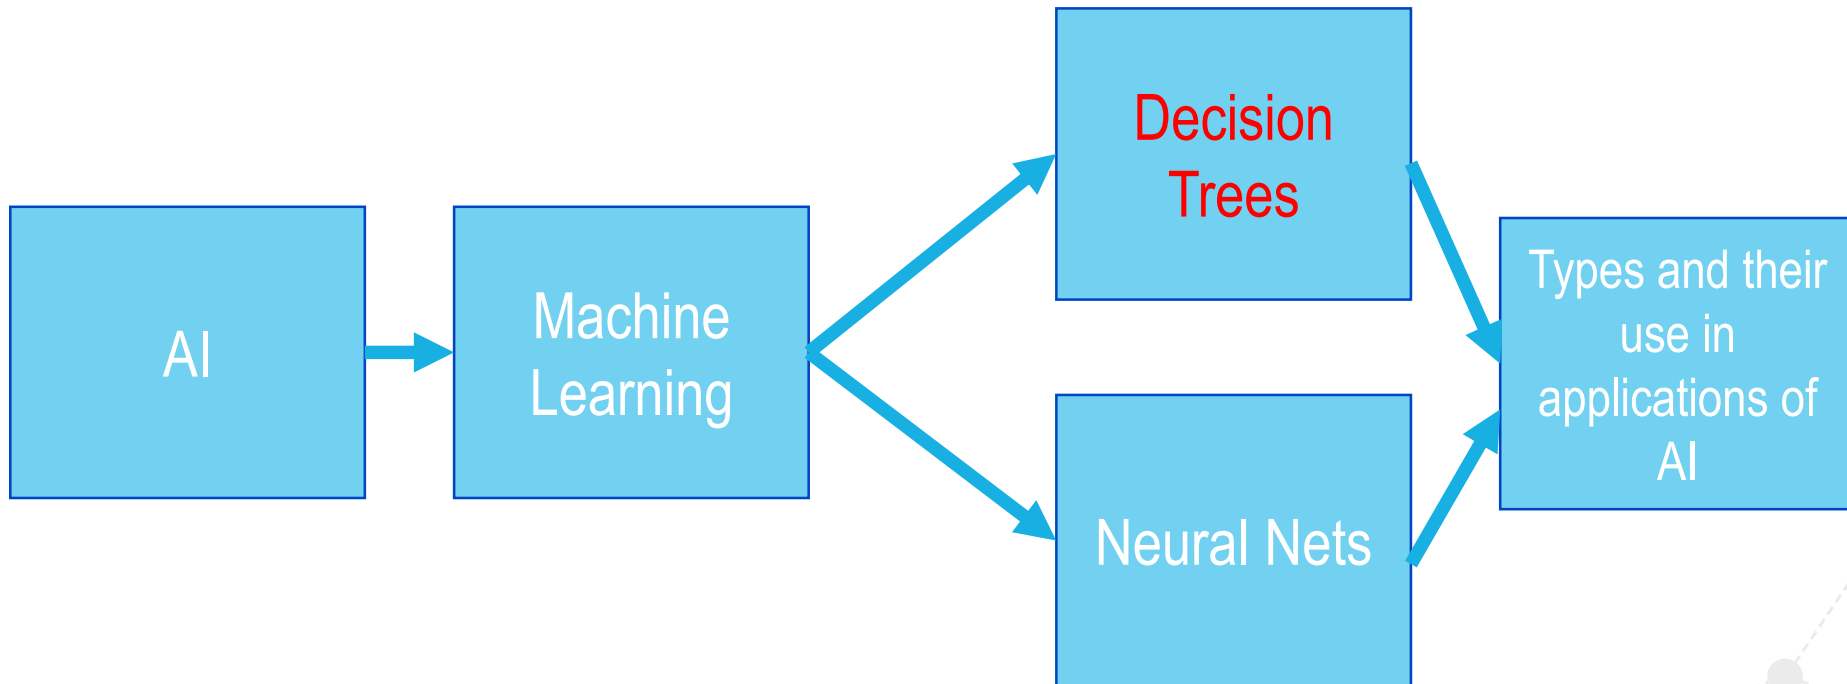 AI
Machine
Learning
Decision
Trees
Neural Nets
Types and their
use in
applications of
AI